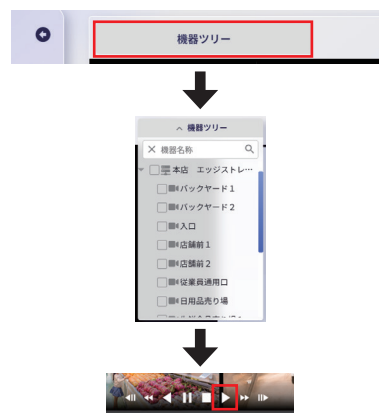 機器ツリー
機器ツリー
機器名称
本店 エッジストレ…
バックヤード1
バックヤード2
入口
店舗前1
店舗前2
従業員通用口
日用品売り場